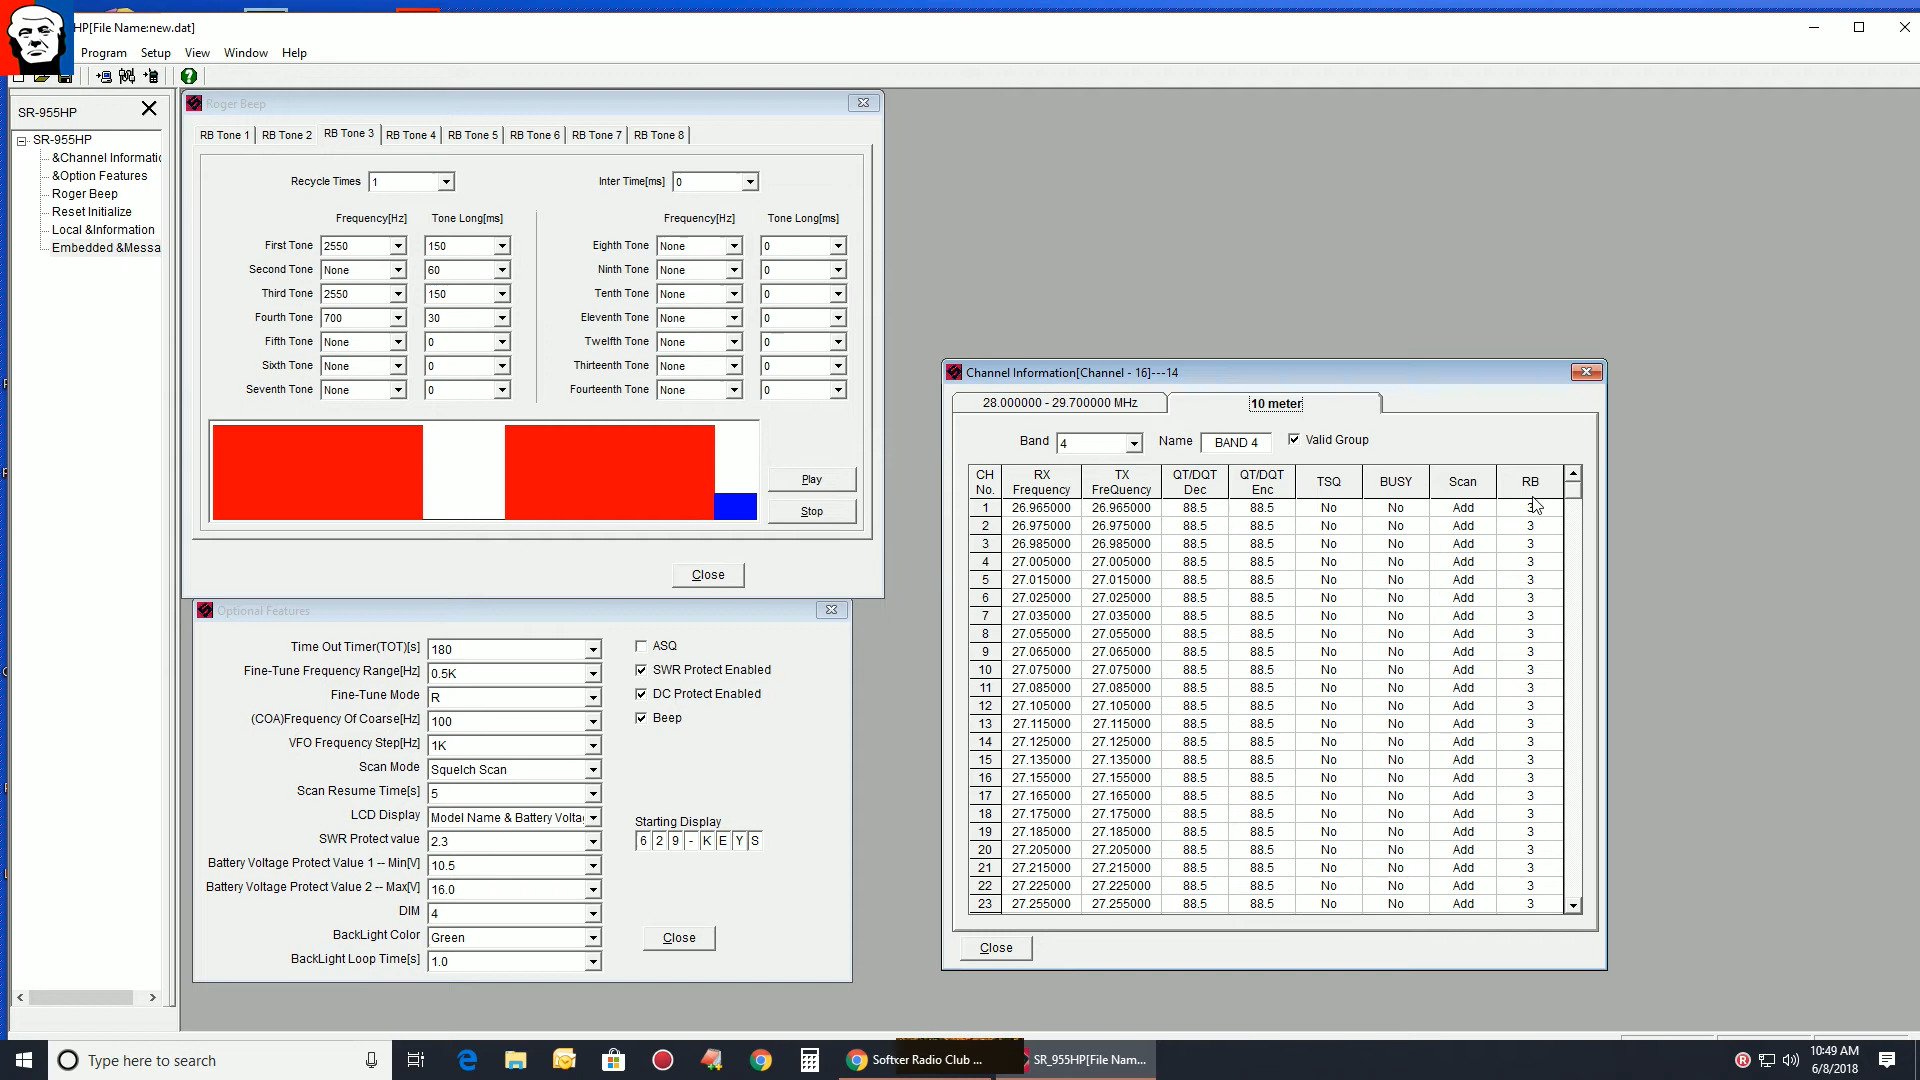 HP[File Name:new.dat]
Program Setup View Window Help
SR-955HP
SR-955HP
&Channel Informatic
&Option Features
Roger Beep
Reset Initialize
Local &Information
Embedded &Messa
Roger Beep
RB Tone 1 RB Tone 2 RB Tone 3 RB Tone 4 RB Tone 5 RB Tone 6 RB Tone 7 RB Tone 8
Recycle Times 1 Inter Time[ms] 0
Frequency[Hz] Tone Long[ms] Frequency[Hz] Tone Long[ms]
First Tone 2550 150 Eighth Tone None 0
Second Tone None 60 Ninth Tone None 0
Third Tone 2550 150 Tenth Tone None 0
Fourth Tone 700 30 Eleventh Tone None 0
Fifth Tone None 0 Twelfth Tone None 0
Sixth Tone None 0 Thirteenth Tone None 0
Seventh Tone None 0 Fourteenth Tone None 0
Play
Stop
Close
Optional Features
Time Out Timer(TOT)[s] 180
Fine-Tune Frequency Range[Hz] 0.5K
Fine-Tune Mode R
(COA)Frequency Of Coarse[Hz] 100
VFO Frequency Step[Hz] 1K
Scan Mode Squelch Scan
Scan Resume Time[s] 5
LCD Display Model Name & Battery Volta
SWR Protect value 2.3
Battery Voltage Protect Value 1 -- Min[V] 10.5
Battery Voltage Protect Value 2 -- Max[V] 16.0
DIM 4
BackLight Color Green
BackLight Loop Time[s] 1.0
ASQ
SWR Protect Enabled
DC Protect Enabled
Beep
Starting Display
6 2 9 - K E Y S
Close
Channel Information[Channel - 16]---14
28.000000 - 29.700000 MHz 10 meter
Band 4 Name BAND 4 Valid Group
CH RX TX QT/DQT QT/DQT TSQ BUSY Scan RB
No. Frequency FreQuency Dec Enc
1 26.965000 26.965000 88.5 88.5 No No Add 3
2 26.975000 26.975000 88.5 88.5 No No Add 3
3 26.985000 26.985000 88.5 88.5 No No Add 3
4 27.005000 27.005000 88.5 88.5 No No Add 3
5 27.015000 27.015000 88.5 88.5 No No Add 3
6 27.025000 27.025000 88.5 88.5 No No Add 3
7 27.035000 27.035000 88.5 88.5 No No Add 3
8 27.055000 27.055000 88.5 88.5 No No Add 3
9 27.065000 27.065000 88.5 88.5 No No Add 3
10 27.075000 27.075000 88.5 88.5 No No Add 3
11 27.085000 27.085000 88.5 88.5 No No Add 3
12 27.105000 27.105000 88.5 88.5 No No Add 3
13 27.115000 27.115000 88.5 88.5 No No Add 3
14 27.125000 27.125000 88.5 88.5 No No Add 3
15 27.135000 27.135000 88.5 88.5 No No Add 3
16 27.155000 27.155000 88.5 88.5 No No Add 3
17 27.165000 27.165000 88.5 88.5 No No Add 3
18 27.175000 27.175000 88.5 88.5 No No Add 3
19 27.185000 27.185000 88.5 88.5 No No Add 3
20 27.205000 27.205000 88.5 88.5 No No Add 3
21 27.215000 27.215000 88.5 88.5 No No Add 3
22 27.225000 27.225000 88.5 88.5 No No Add 3
23 27.255000 27.255000 88.5 88.5 No No Add 3
Close
Type here to search
Radio Club ...
SR_955HP[File Nam...
10:49 AM
6/8/2018